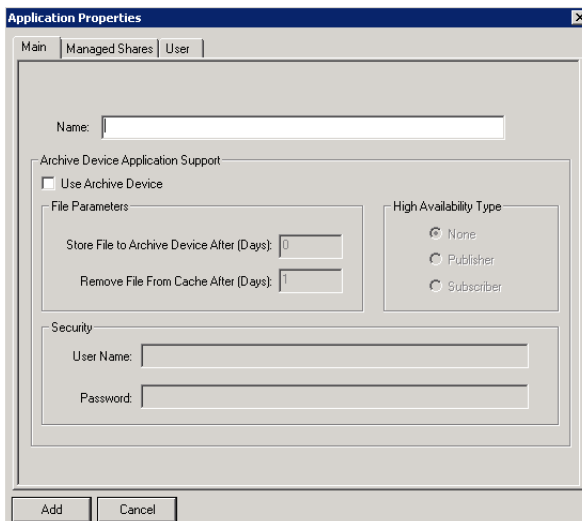 Application Properties
Main Managed Shares User
Name:
Archive Device Application Support
Use Archive Device
File Parameters
Store File to Archive Device After (Days): 0
Remove File From Cache After (Days): 1
High Availability Type
None
Publisher
Subscriber
Security
User Name:
Password:
Add Cancel